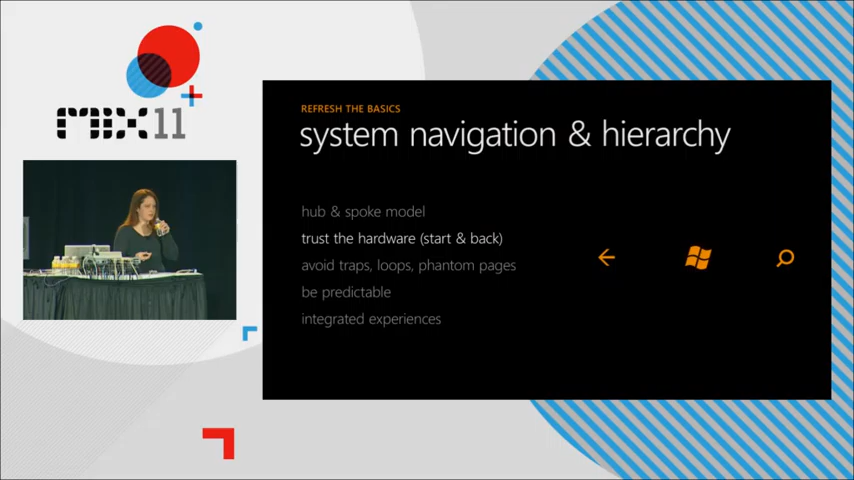 MIX11
REFRESH THE BASICS
system navigation & hierarchy
hub & spoke model
trust the hardware (start & back)
avoid traps, loops, phantom pages
be predictable
integrated experiences